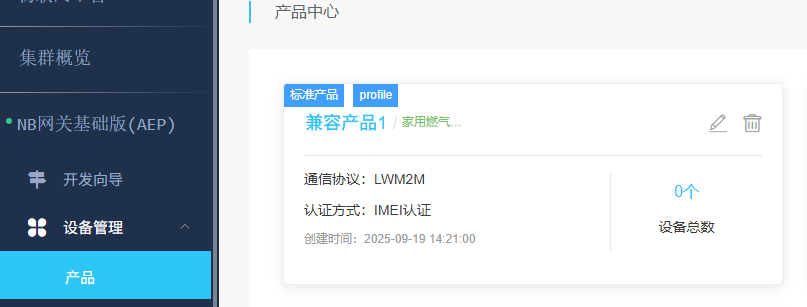 产品中心
集群概览
NB网关基础版(AEP)
开发向导
设备管理
产品
标准产品 profile
兼容产品1 / 家用燃气...
通信协议：LWM2M
认证方式：IMEI认证
创建时间：2025-09-19 14:21:00
0个
设备总数